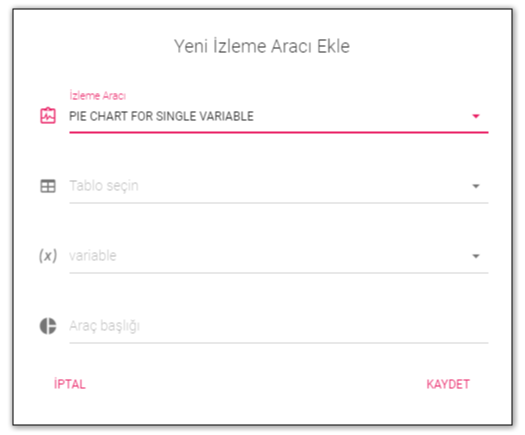 Yeni İzleme Aracı Ekle
İzleme Aracı
PIE CHART FOR SINGLE VARIABLE
Tablo seçin
(x) variable
Araç başlığı
İPTAL
KAYDET